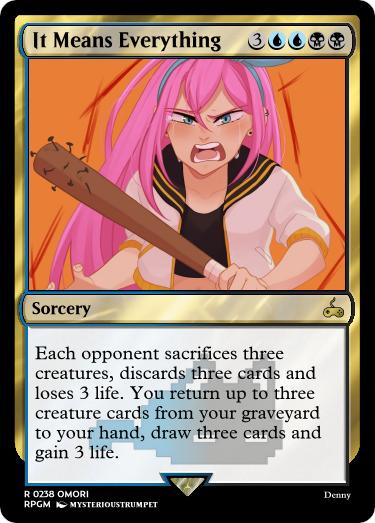 It Means Everything 3
Sorcery
Each opponent sacrifices three
creatures, discards three cards and
loses 3 life. You return up to three
creature cards from your graveyard
to your hand, draw three cards and
gain 3 life.
R 0238 OMORI
RPGM MYSTERIOUSTRUMPET
Denny